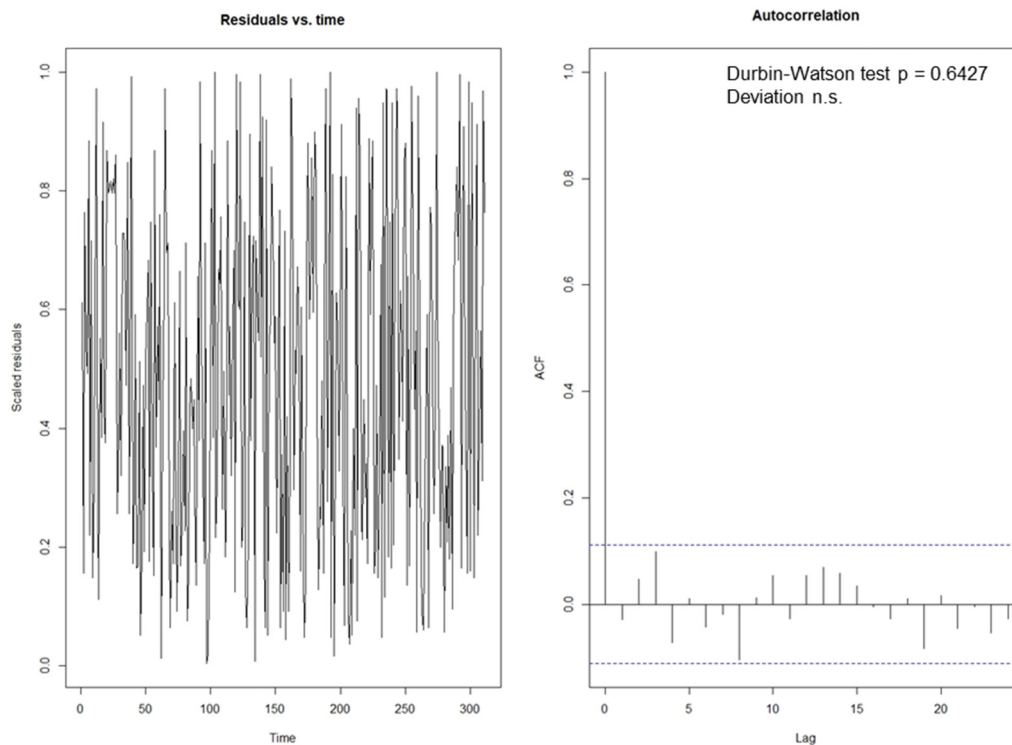 Residuals vs. time
Scaled residuals
1.0
0.8
0.6
0.4
0.2
0.0
0 50 100 150 200 250 300
Time
Autocorrelation
Durbin-Watson test p = 0.6427
Deviation n.s.
ACF
1.0
0.8
0.6
0.4
0.2
0.0
0 5 10 15 20
Lag